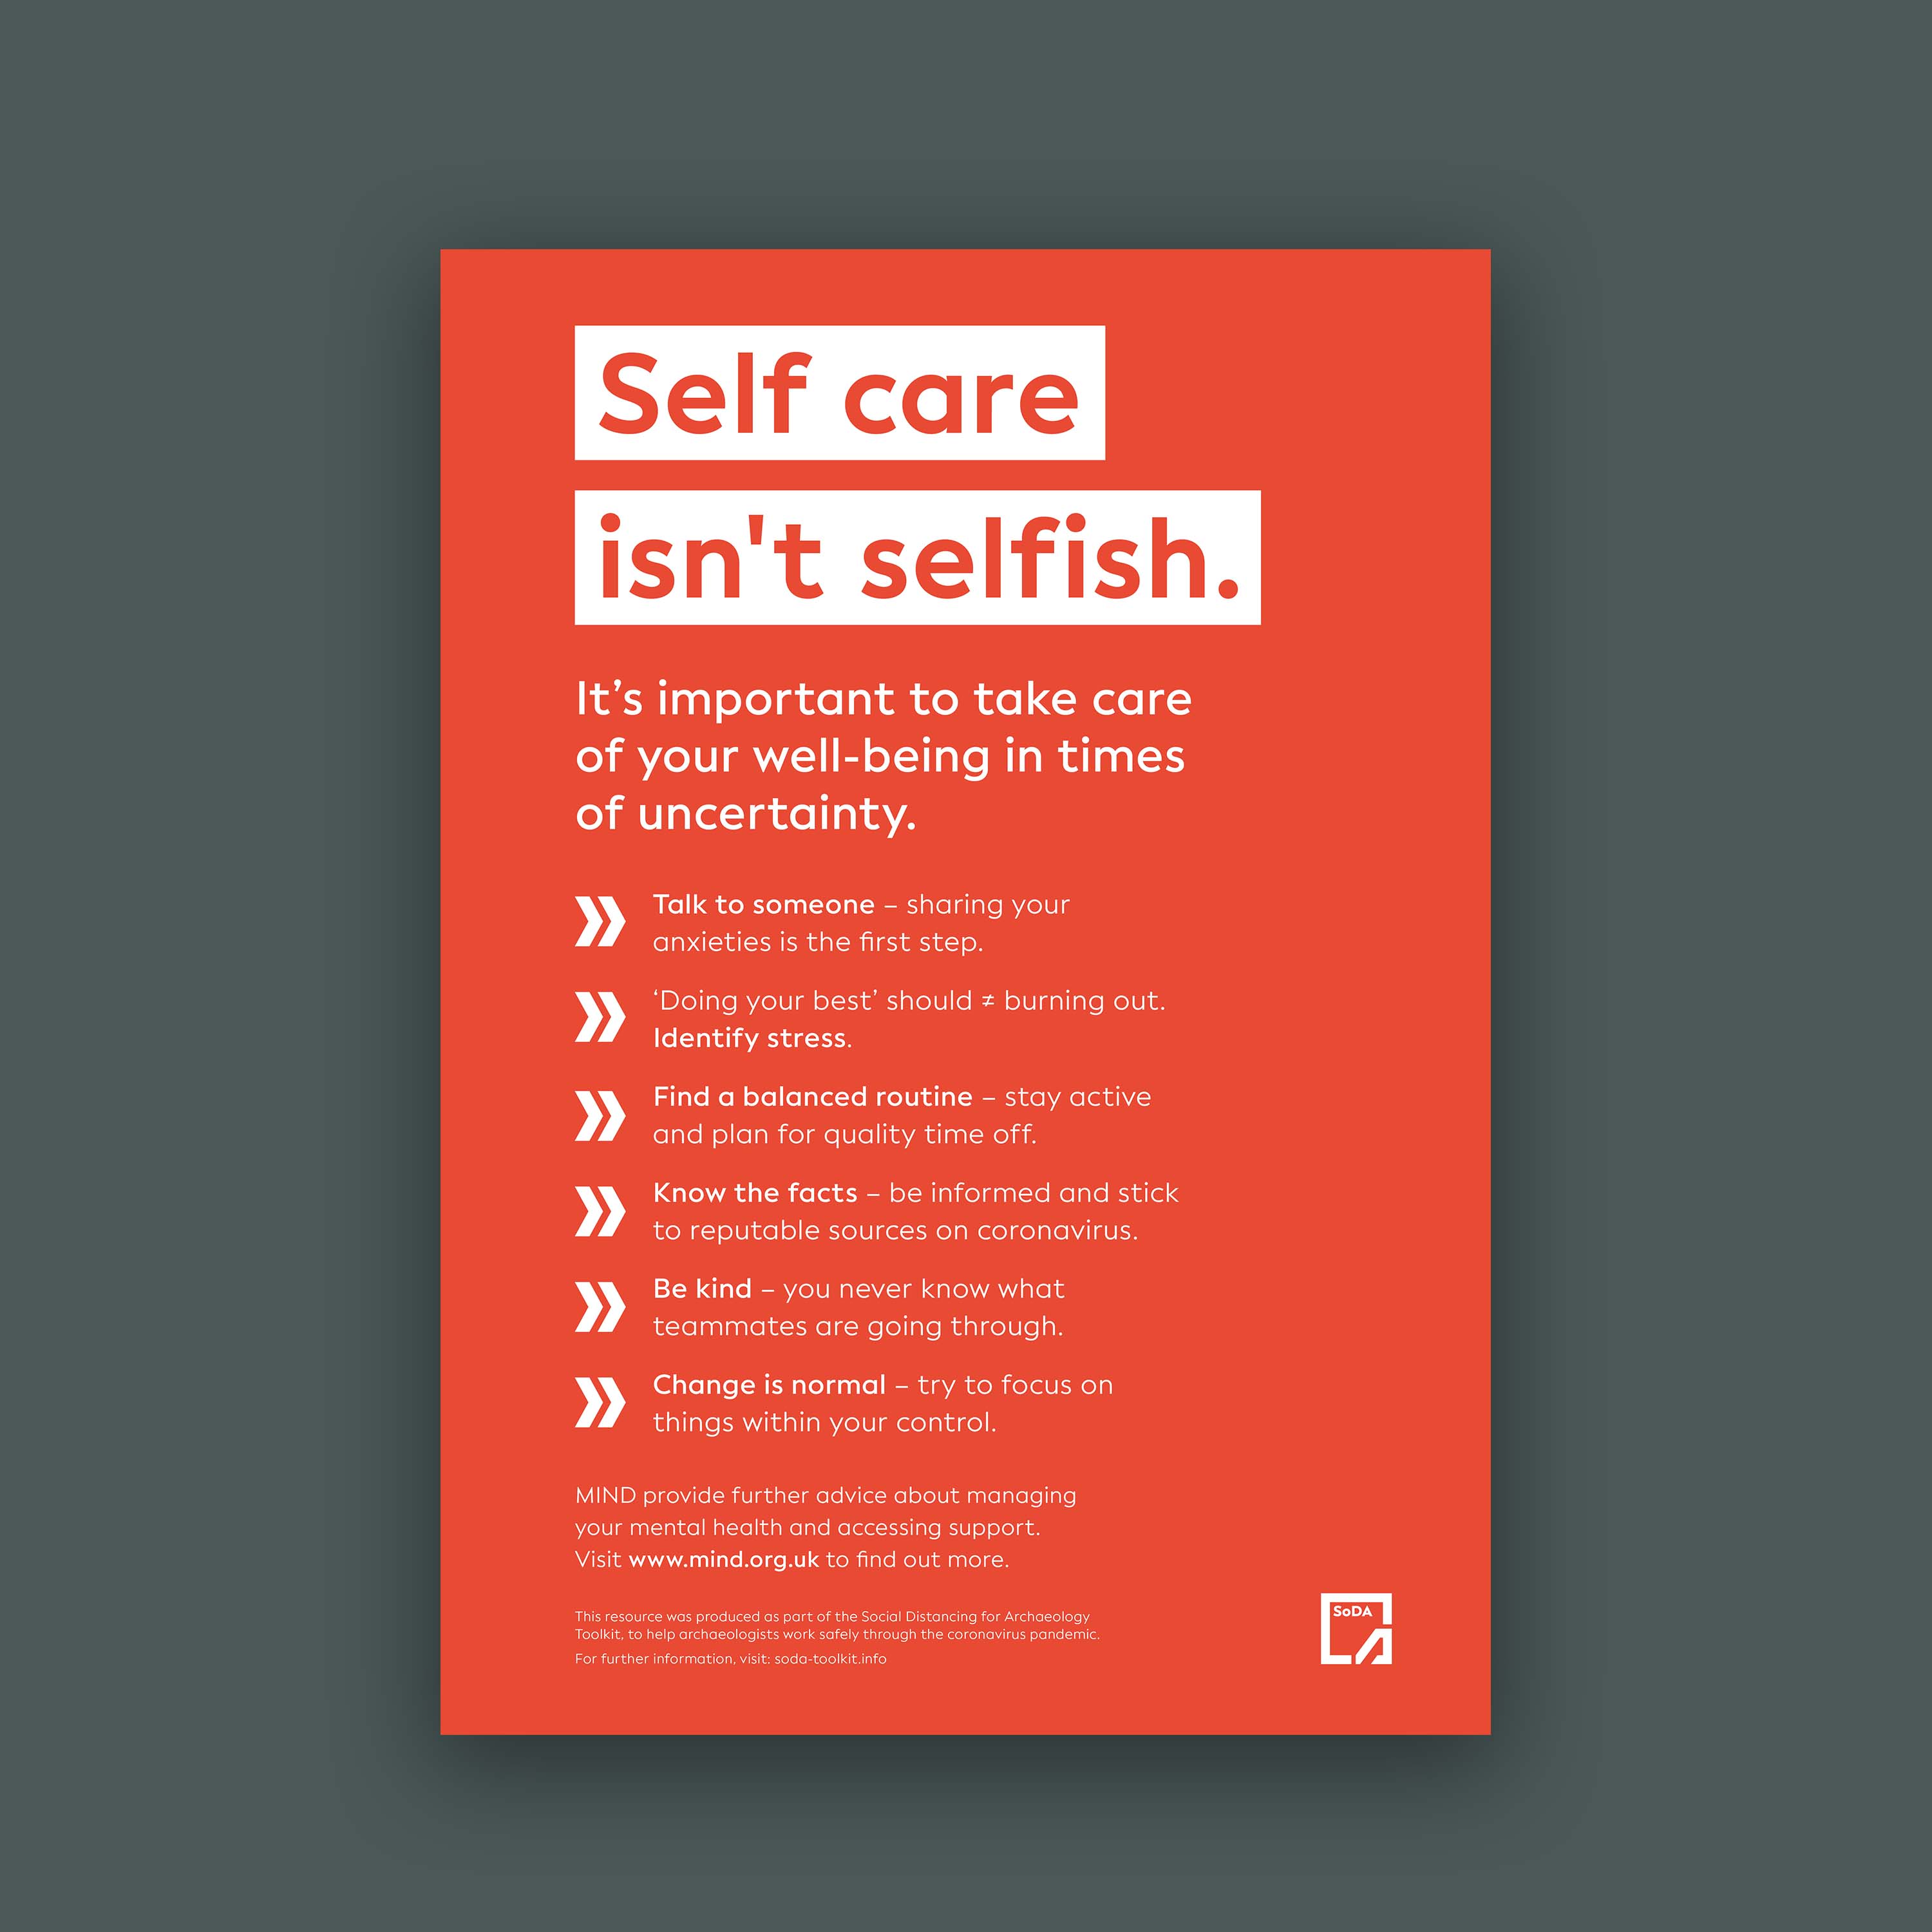 Self care
isn't selfish.
It’s important to take care
of your well-being in times
of uncertainty.
Talk to someone – sharing your
anxieties is the first step.
‘Doing your best’ should ≠ burning out.
Identify stress.
Find a balanced routine – stay active
and plan for quality time off.
Know the facts – be informed and stick
to reputable sources on coronavirus.
Be kind – you never know what
teammates are going through.
Change is normal – try to focus on
things within your control.
MIND provide further advice about managing
your mental health and accessing support.
Visit www.mind.org.uk to find out more.
This resource was produced as part of the Social Distancing for Archaeology
Toolkit, to help archaeologists work safely through the coronavirus pandemic.
For further information, visit: soda-toolkit.info
SoDA